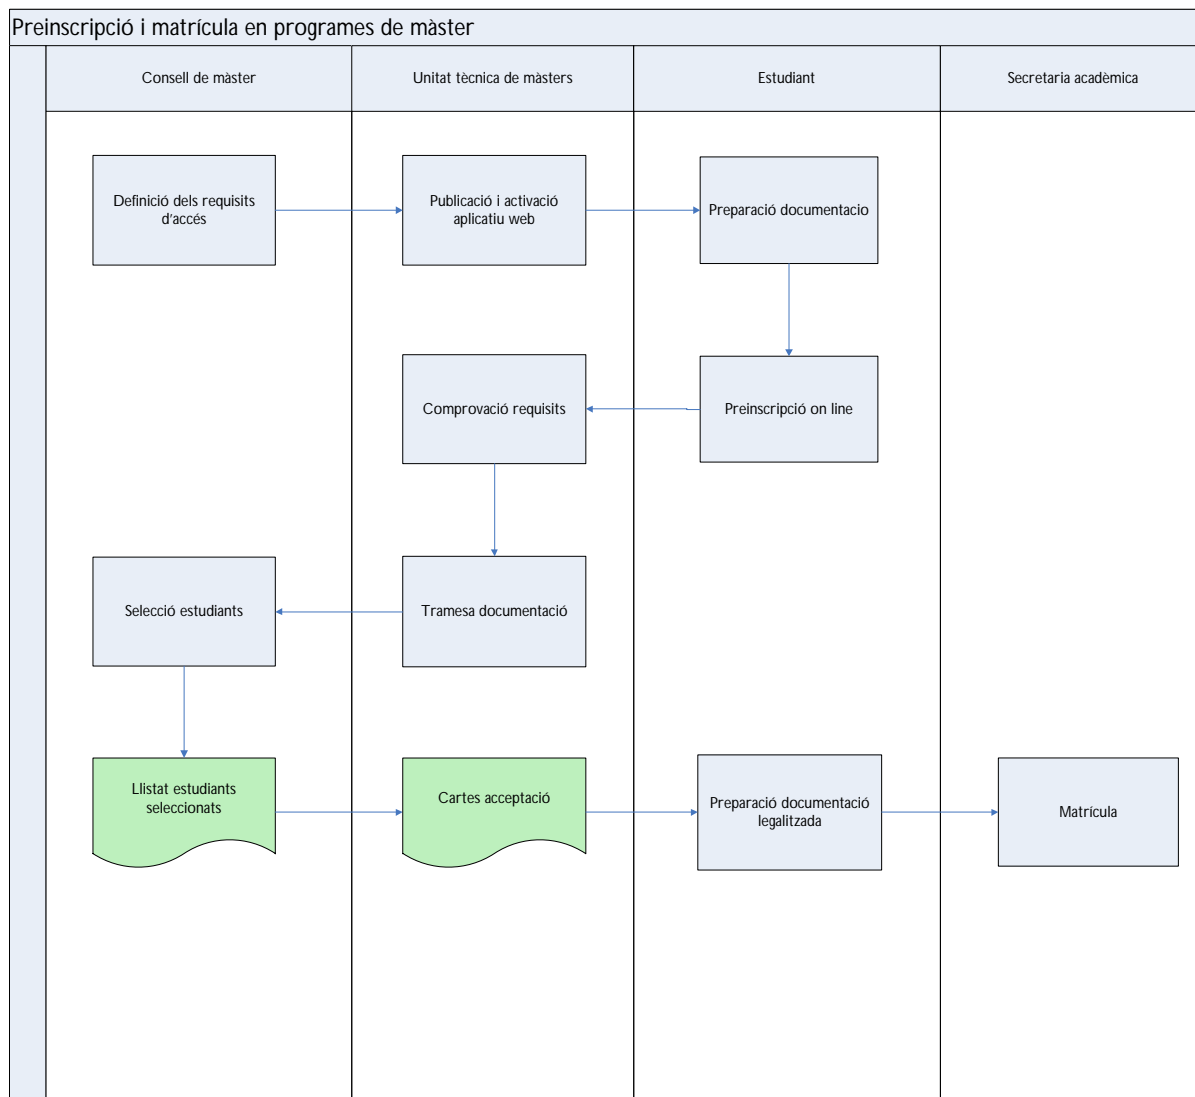 Preinscripció i matrícula en programes de màster
Consell de màster
Unitat tècnica de màsters
Estudiant
Secretaria acadèmica
Definició dels requisits
d'accés
Publicació i activació
aplicatiu web
Preparació documentacio
Comprovació requisits
Preinscripció on line
Selecció estudiants
Tramesa documentació
Llistat estudiants
seleccionats
Cartes acceptació
Preparació documentació
legalitzada
Matrícula